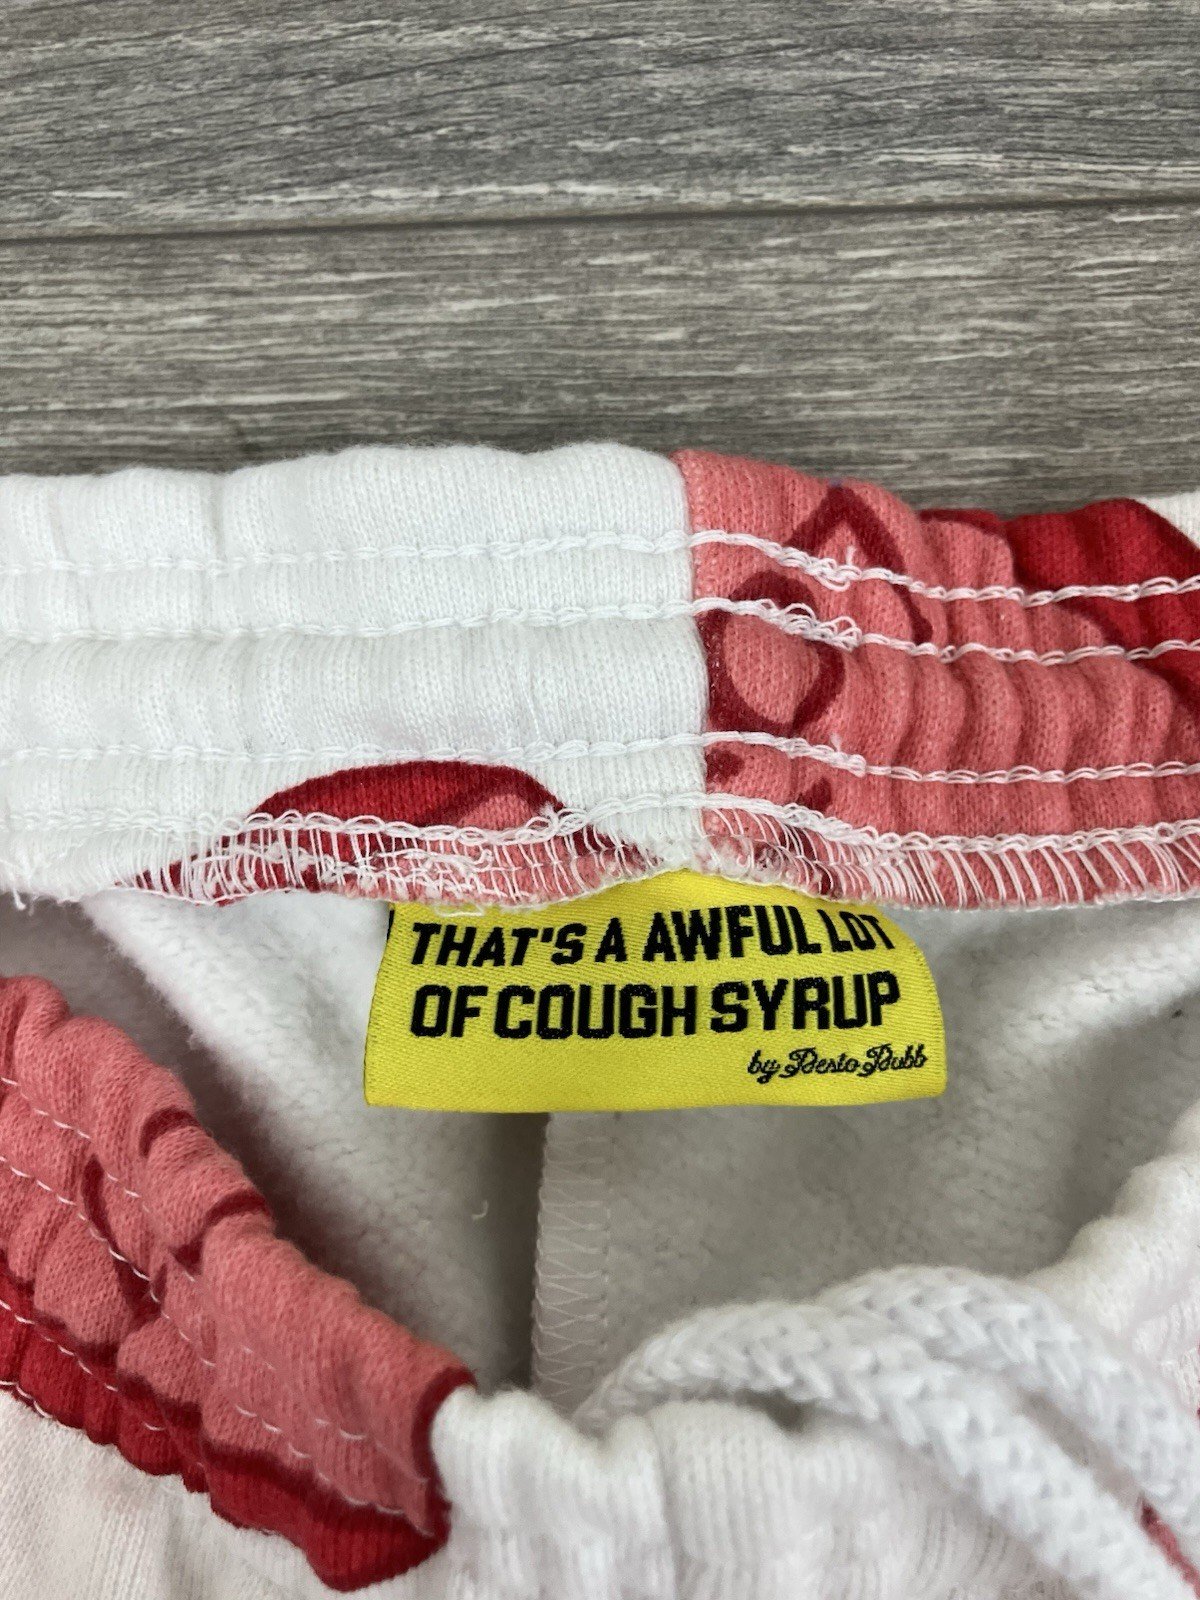 THAT'S A AWFUL LOT
OF COUGH SYRUP
by Desto Dubb